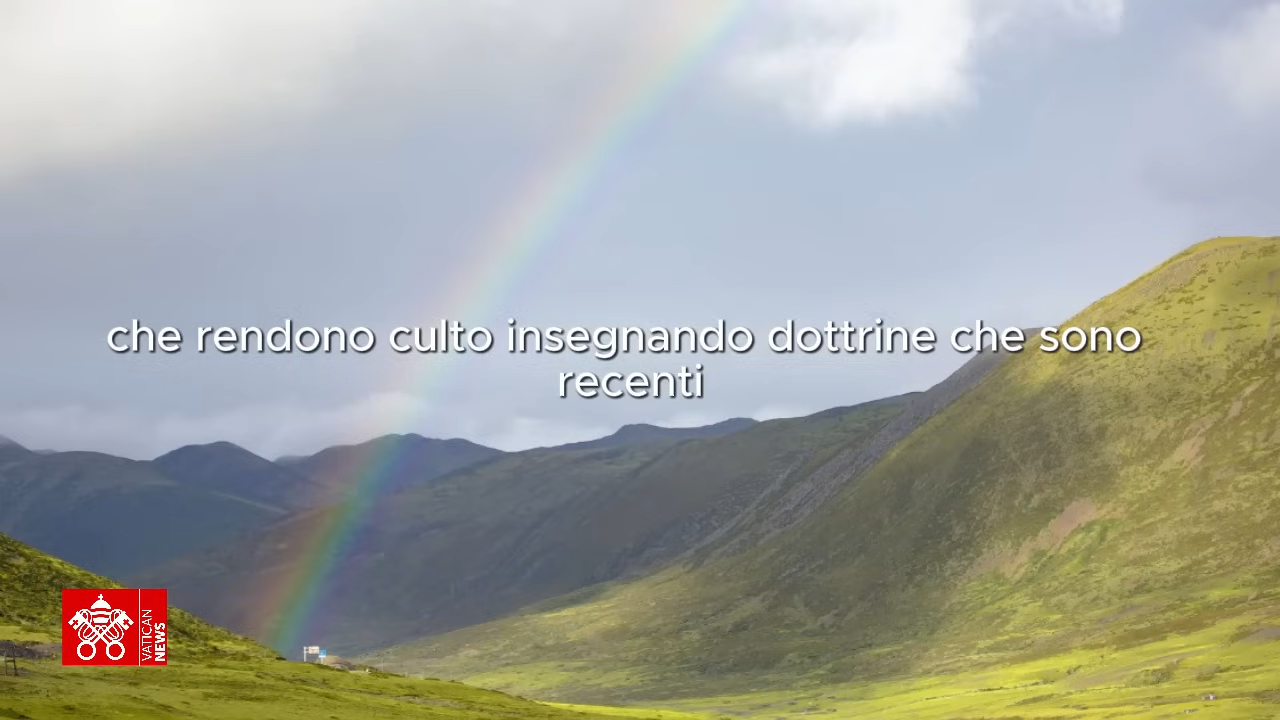 che rendono culto insegnando dottrine che sono
recenti
VATICAN
NEWS